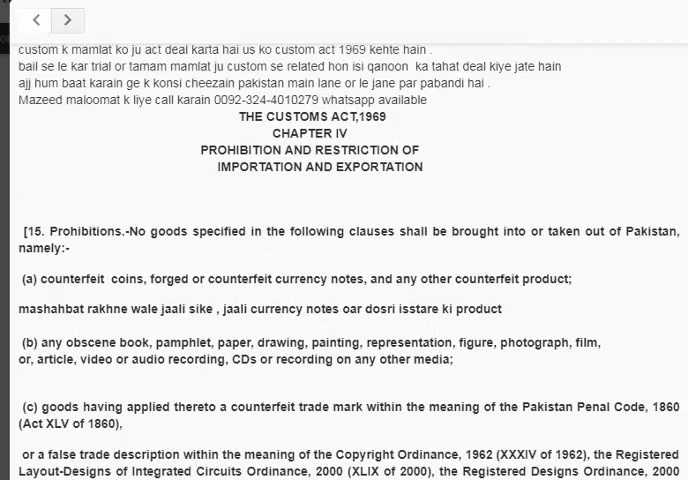 custom k mamlat ko ju act deal karta hai us ko custom act 1969 kehte hain .
bail se le kar trial or tamam mamlat ju custom se related hon isi qanoon ka tahat deal kiye jate hain
ajj hum baat karain ge k konsi cheezain pakistan main lane or le jane par pabandi hai .
Mazeed maloomat k liye call karain 0092-324-4010279 whatsapp available
THE CUSTOMS ACT,1969
CHAPTER IV
PROHIBITION AND RESTRICTION OF
IMPORTATION AND EXPORTATION
[15. Prohibitions.-No goods specified in the following clauses shall be brought into or taken out of Pakistan,
namely:-
(a) counterfeit coins, forged or counterfeit currency notes, and any other counterfeit product;
mashahbat rakhne wale jaali sike , jaali currency notes oar dosri isstare ki product
(b) any obscene book, pamphlet, paper, drawing, painting, representation, figure, photograph, film,
or, article, video or audio recording, CDs or recording on any other media;
(c) goods having applied thereto a counterfeit trade mark within the meaning of the Pakistan Penal Code, 1860
(Act XLV of 1860),
or a false trade description within the meaning of the Copyright Ordinance, 1962 (XXXIV of 1962), the Registered
Layout-Designs of Integrated Circuits Ordinance, 2000 (XLIX of 2000), the Registered Designs Ordinance, 2000